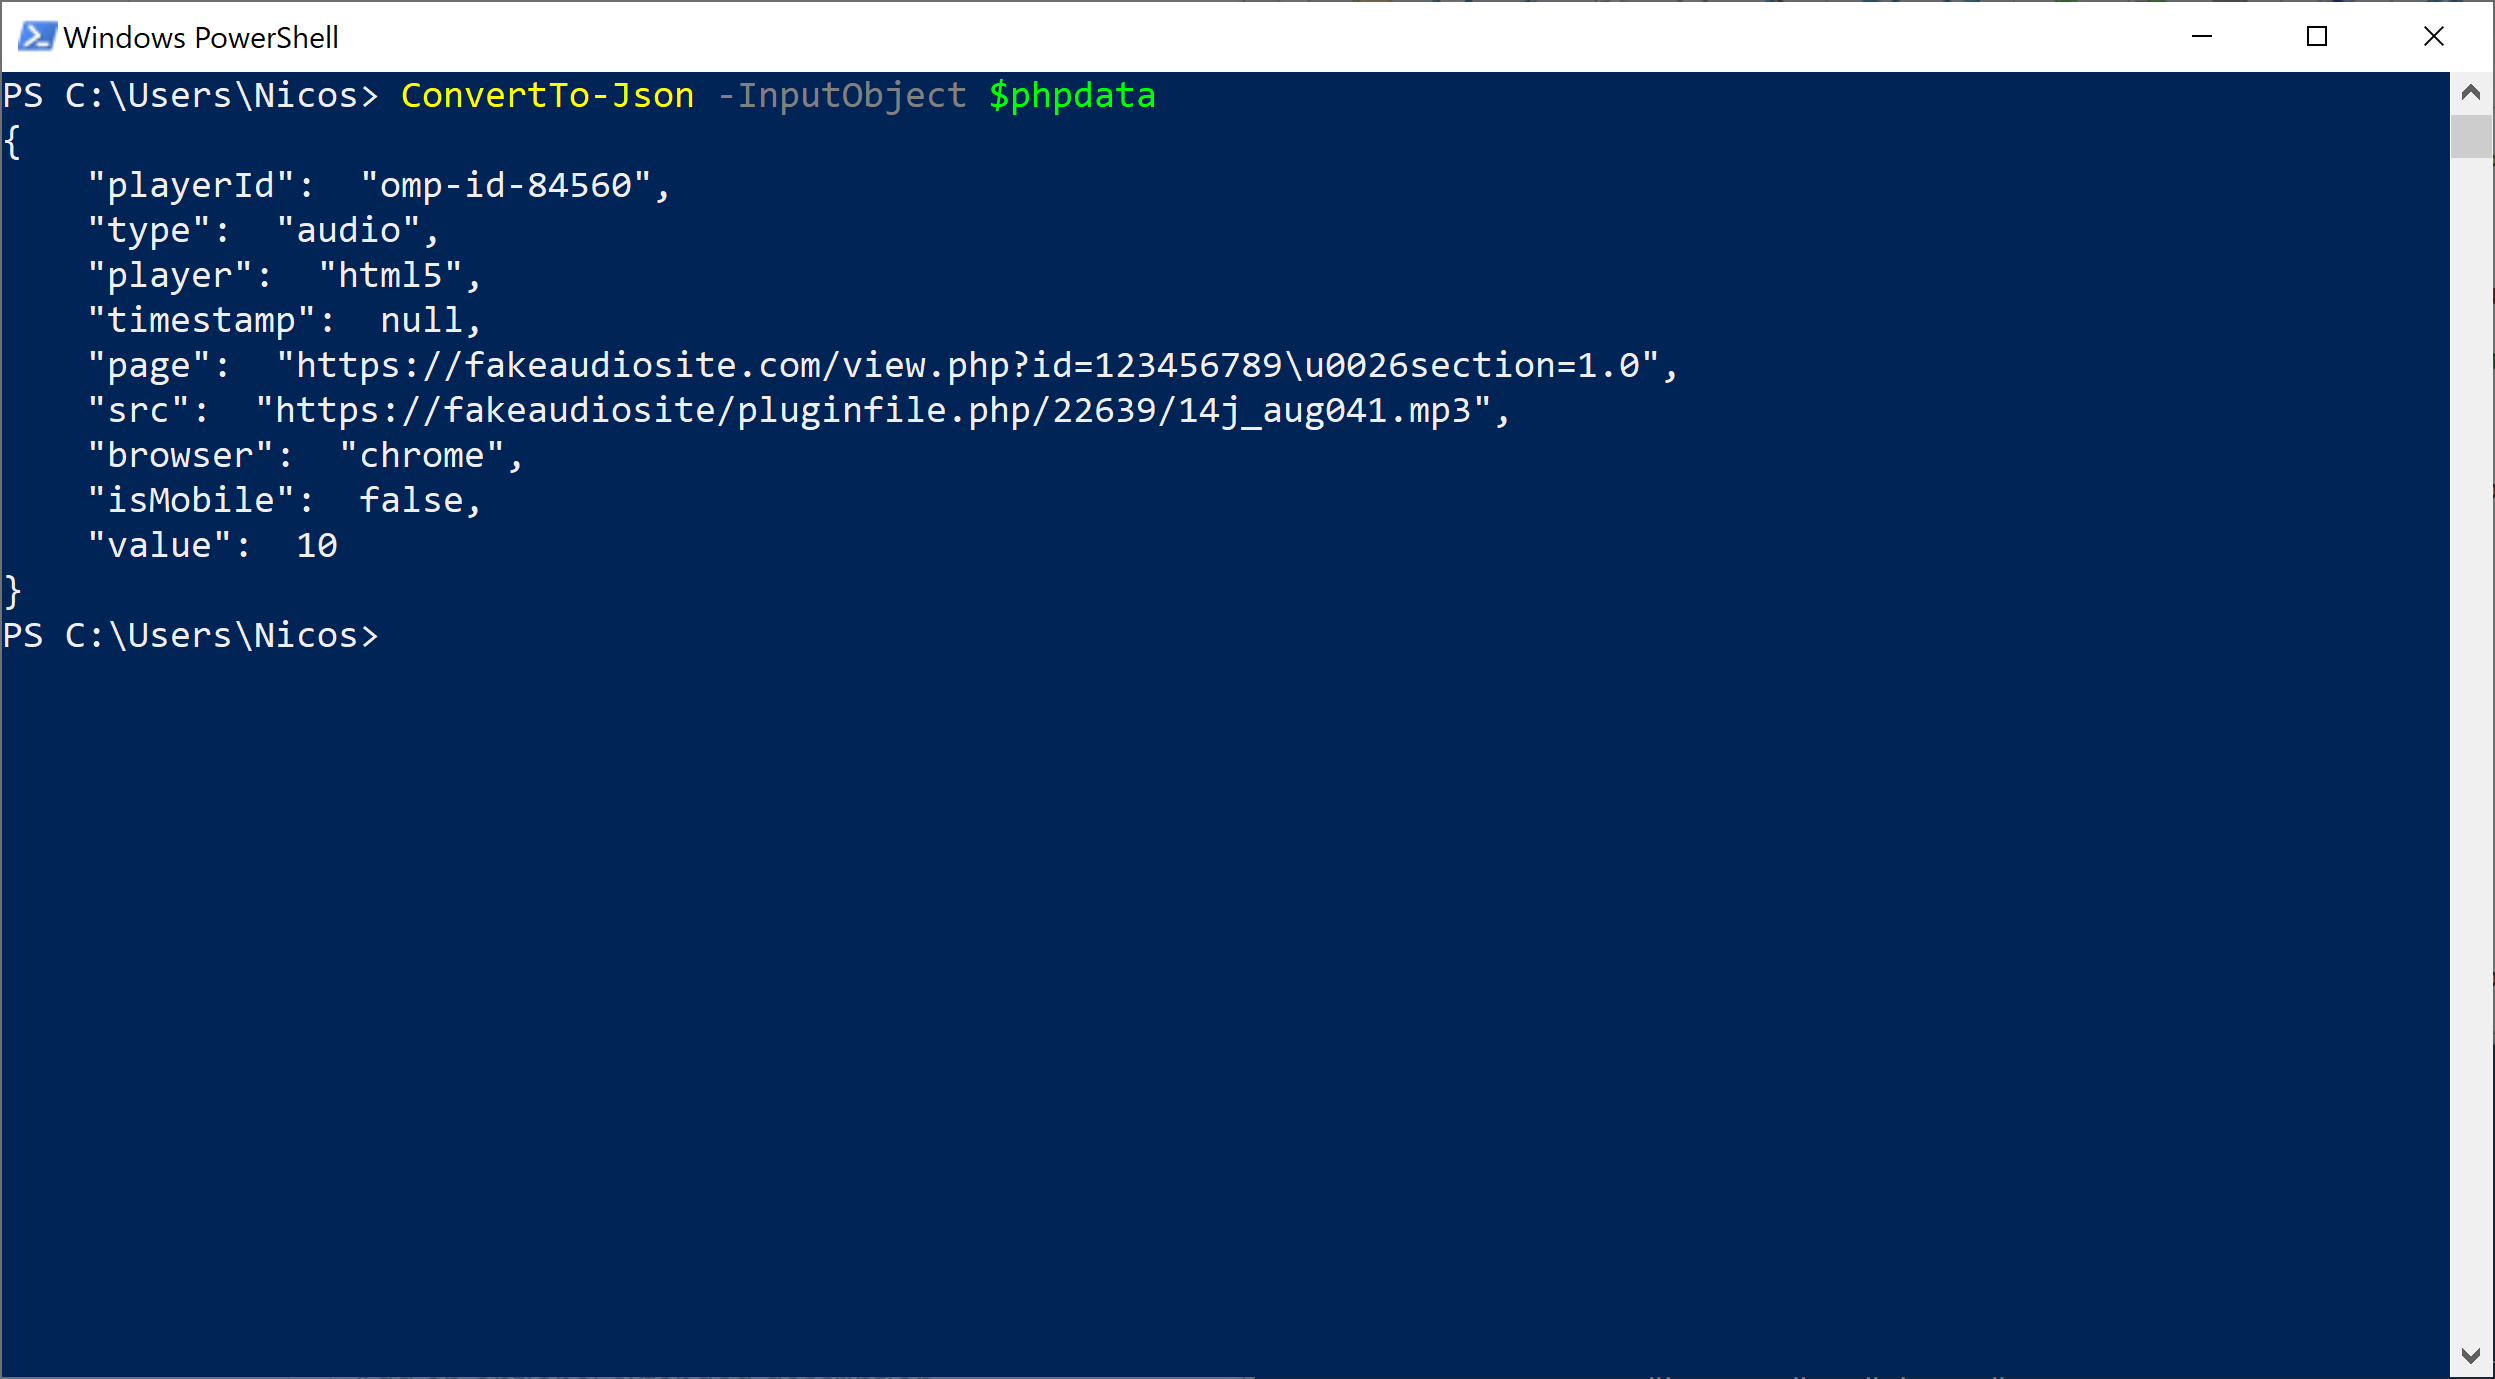 Windows PowerShell
PS C:\Users\Nicos> ConvertTo-Json -InputObject $phpdata
{
    "playerId":  "omp-id-84560",
    "type":  "audio",
    "player":  "html5",
    "timestamp":  null,
    "page":  "https://fakeaudiosite.com/view.php?id=123456789\u0026section=1.0",
    "src":  "https://fakeaudiosite/pluginfile.php/22639/14j_aug041.mp3",
    "browser":  "chrome",
    "isMobile":  false,
    "value":  10
}
PS C:\Users\Nicos>